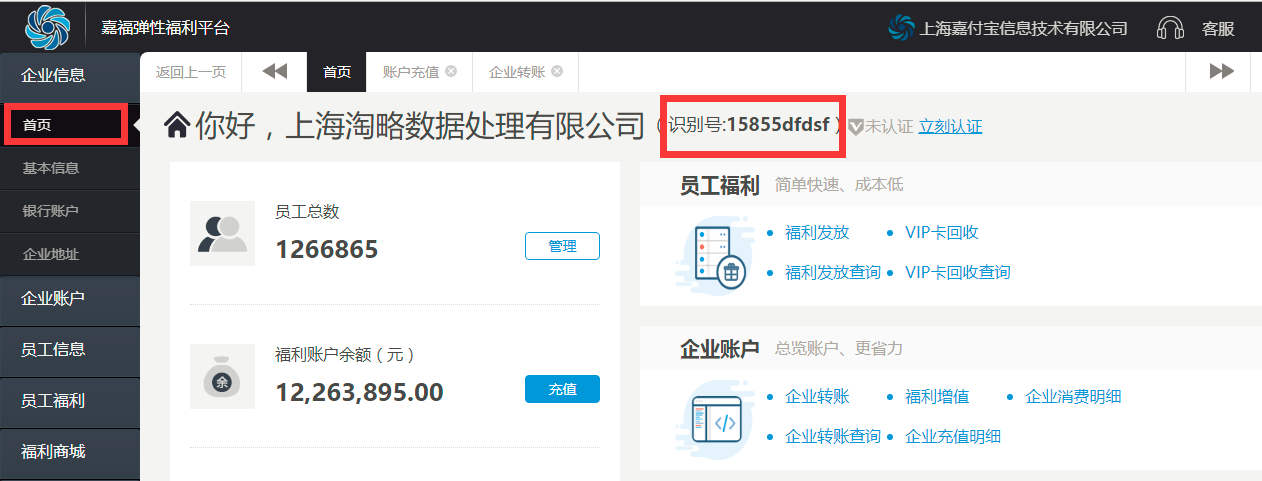 嘉福弹性福利平台
上海嘉付宝信息技术有限公司 客服
企业信息
首页
基本信息
银行账户
企业地址
企业账户
员工信息
员工福利
福利商城
返回上一页 首页 账户充值 企业转账
你好，上海淘略数据处理有限公司（识别号:15855dfdsf）未认证 立刻认证
员工总数
1266865
管理
福利账户余额（元）
余
12,263,895.00
充值
员工福利 简单快速、成本低
福利发放 VIP卡回收
福利发放查询 VIP卡回收查询
企业账户 总览账户、更省力
企业转账 福利增值 企业消费明细
企业转账查询 企业充值明细